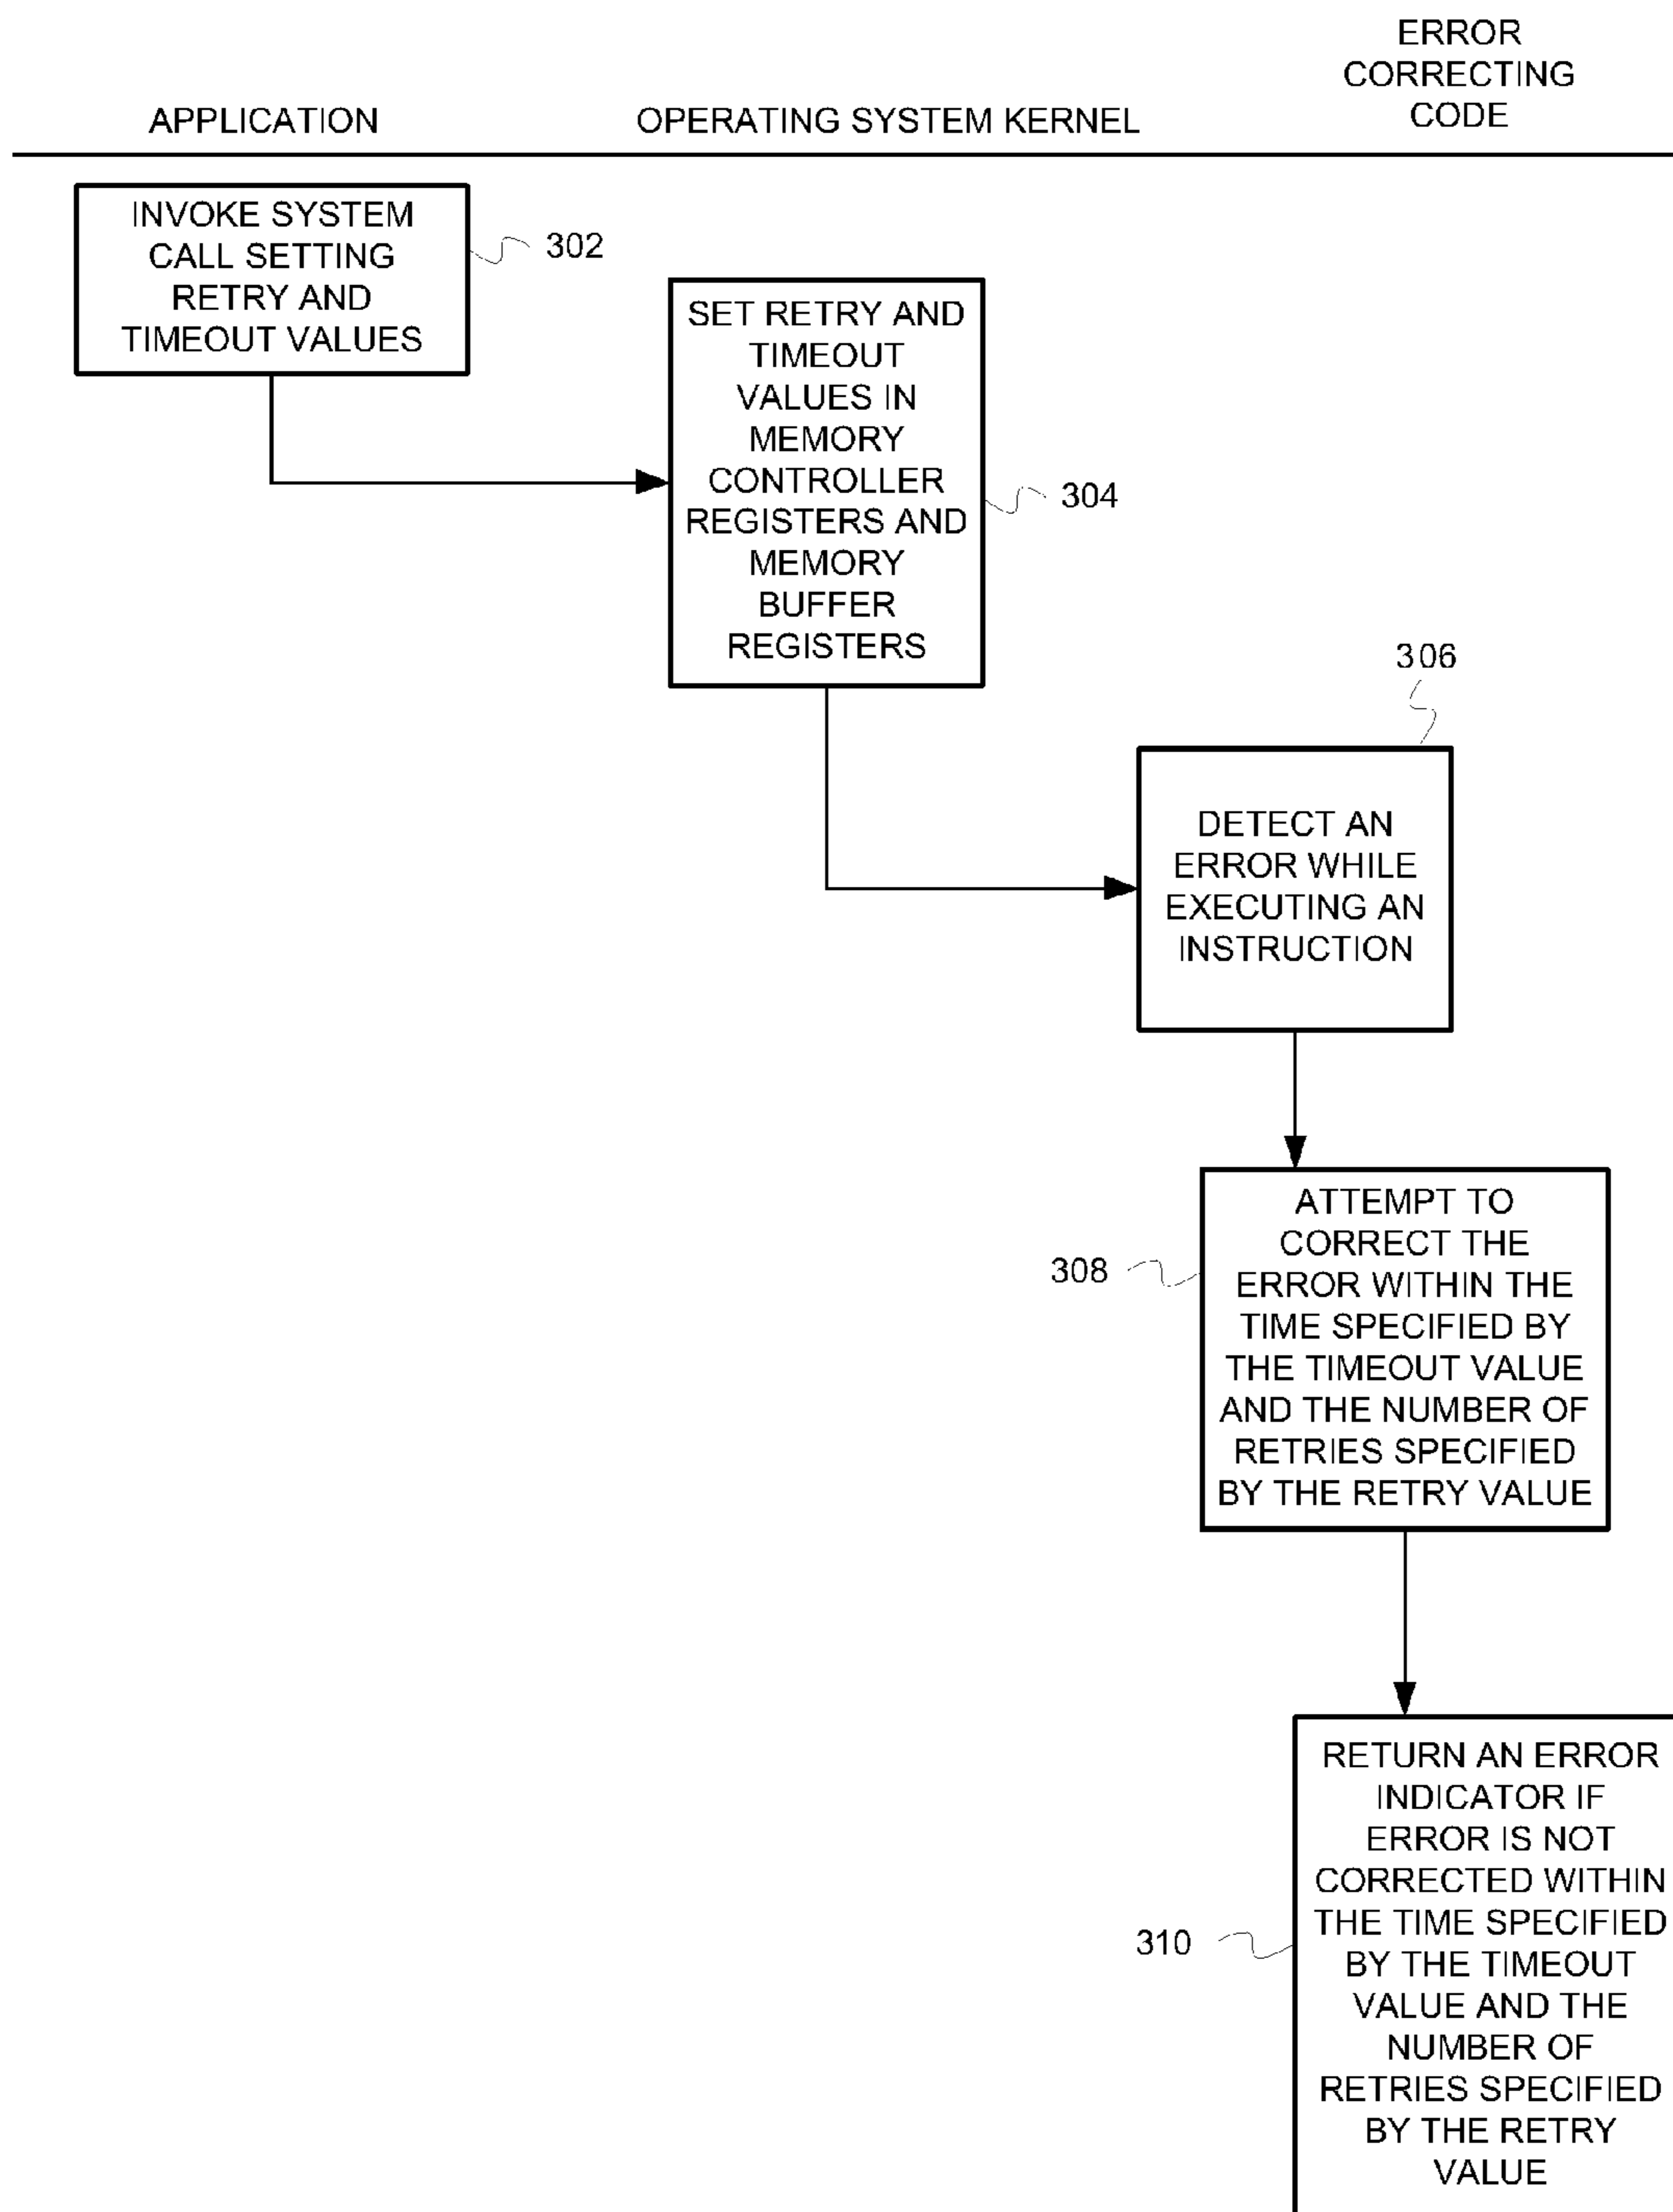 APPLICATION
OPERATING SYSTEM KERNEL
ERROR
CORRECTING
CODE
INVOKE SYSTEM
CALL SETTING
RETRY AND
TIMEOUT VALUES
302
SET RETRY AND
TIMEOUT
VALUES IN
MEMORY
CONTROLLER
REGISTERS AND
MEMORY
BUFFER
REGISTERS
304
306
DETECT AN
ERROR WHILE
EXECUTING AN
INSTRUCTION
308
ATTEMPT TO
CORRECT THE
ERROR WITHIN THE
TIME SPECIFIED BY
THE TIMEOUT VALUE
AND THE NUMBER OF
RETRIES SPECIFIED
BY THE RETRY VALUE
310
RETURN AN ERROR
INDICATOR IF
ERROR IS NOT
CORRECTED WITHIN
THE TIME SPECIFIED
BY THE TIMEOUT
VALUE AND THE
NUMBER OF
RETRIES SPECIFIED
BY THE RETRY
VALUE